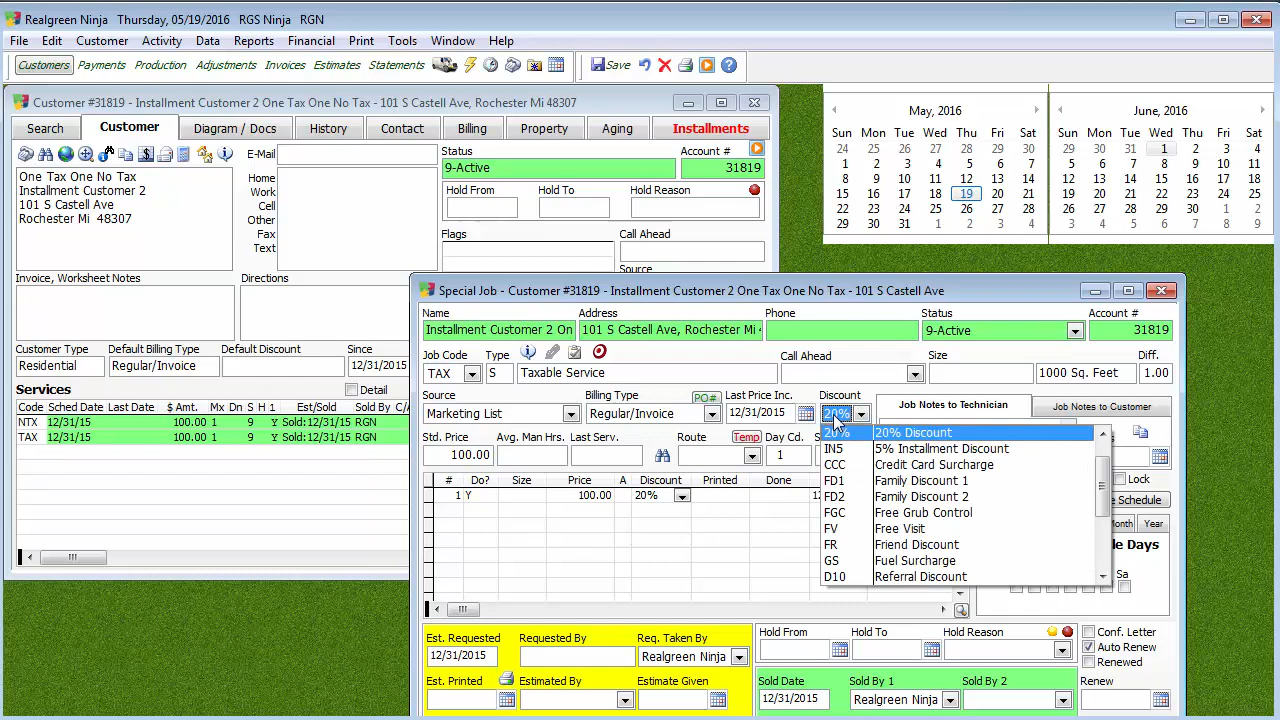 Realgreen Ninja Thursday, 05/19/2016 RGS Ninja RGN
File Edit Customer Activity Data Reports Financial Print Tools Window Help
Customers Payments Production Adjustments Invoices Estimates Statements Save
Customer #31819 - Installment Customer 2 One Tax One No Tax - 101 S Castell Ave, Rochester Mi 48307
Search Customer Diagram / Docs History Contact Billing Property Aging Installments
One Tax One No Tax
Installment Customer 2
101 S Castell Ave
Rochester Mi 48307
E-Mail
Home
Work
Cell
Other
Fax
Text
Status Account #
9-Active 31819
Hold From Hold To Hold Reason
Flags Call Ahead
Source
Invoice, Worksheet Notes Directions
Customer Type Default Billing Type Default Discount Since
Residential Regular/Invoice 12/31/2015
Services Detail
Code Sched Date Last Date $ Amt. Mx Dn S H 1 Est/Sold Sold By C/A
NTX 12/31/15 $100.00 1 9 Y Sold:12/31/15 RGN
TAX 12/31/15 $100.00 1 9 Y Sold:12/31/15 RGN
May, 2016
Sun Mon Tue Wed Thu Fri Sat
24 25 26 27 28 29 30
1 2 3 4 5 6 7
8 9 10 11 12 13 14
15 16 17 18 19 20 21
22 23 24 25 26 27 28
29 30 31 1 2 3 4
June, 2016
Sun Mon Tue Wed Thu Fri Sat
29 30 31 1 2 3 4
5 6 7 8 9 10 11
12 13 14 15 16 17 18
19 20 21 22 23 24 25
26 27 28 29 30 1 2
3 4 5 6 7 8 9
Special Job - Customer #31819 - Installment Customer 2 One Tax One No Tax - 101 S Castell Ave
Name Address Phone Status Account #
Installment Customer 2 On 101 S Castell Ave, Rochester Mi 9-Active 31819
Job Code Type Call Ahead Size Diff.
TAX S Taxable Service 1000 Sq. Feet 1.00
Source Billing Type PO# Last Price Inc. Discount Job Notes to Technician Job Notes to Customer
Marketing List Regular/Invoice 12/31/2015 20%
Std. Price Avg. Man Hrs. Last Serv. Route Temp Day Cd.
100.00 1
# Do? Size Price A Discount Printed Done
1 Y 100.00 20%
20% 20% Discount
IN5 5% Installment Discount
CCC Credit Card Surcharge
FD1 Family Discount 1
FD2 Family Discount 2
FGC Free Grub Control
FV Free Visit
FR Friend Discount
GS Fuel Surcharge
D10 Referral Discount
Lock
Schedule
Month Year
Days
Sa
Est. Requested Requested By Req. Taken By
12/31/2015 Realgreen Ninja
Est. Printed Estimated By Estimate Given
Hold From Hold To Hold Reason
Sold Date Sold By 1 Sold By 2
12/31/2015 Realgreen Ninja
Conf. Letter
Auto Renew
Renewed
Renew